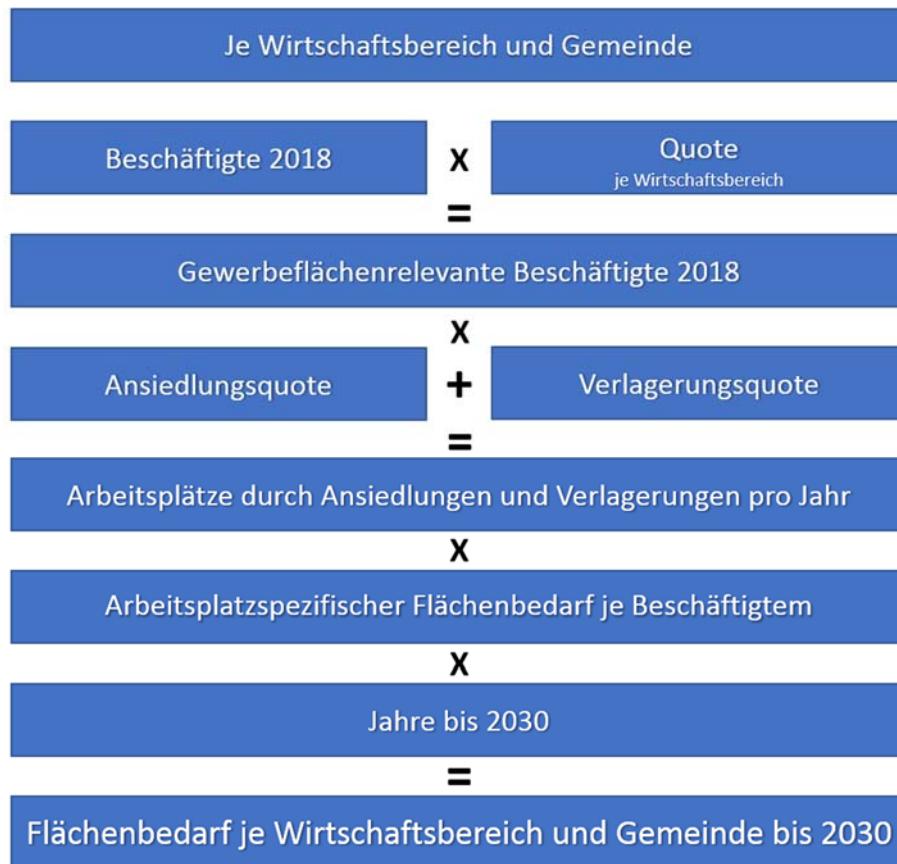 Je Wirtschaftsbereich und Gemeinde
Beschäftigte 2018 x Quote
je Wirtschaftsbereich
=
Gewerbeflächenrelevante Beschäftigte 2018
x
Ansiedlungsquote + Verlagerungsquote
=
Arbeitsplätze durch Ansiedlungen und Verlagerungen pro Jahr
x
Arbeitsplatzspezifischer Flächenbedarf je Beschäftigtem
x
Jahre bis 2030
=
Flächenbedarf je Wirtschaftsbereich und Gemeinde bis 2030